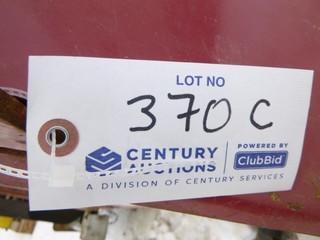 LOT NO
370 C
CENTURY AUCTIONS
POWERED BY
ClubBid
A DIVISION OF CENTURY SERVICES